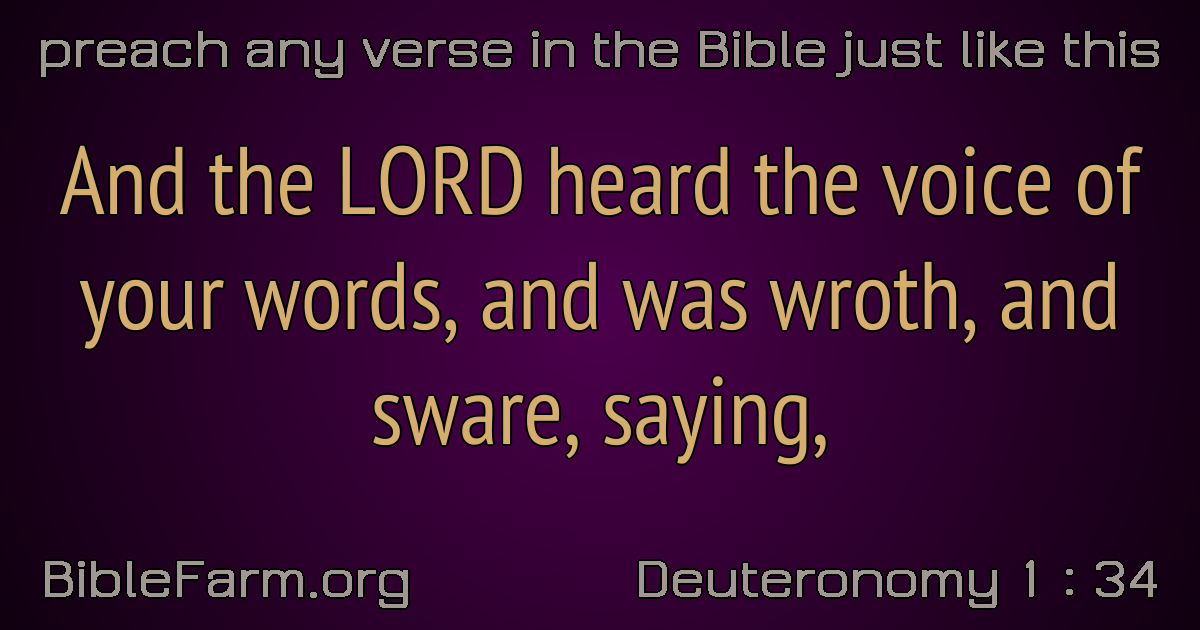 preach any verse in the Bible just like this
And the LORD heard the voice of
your words, and was wroth, and
sware, saying,
BibleFarm.org
Deuteronomy 1 : 34